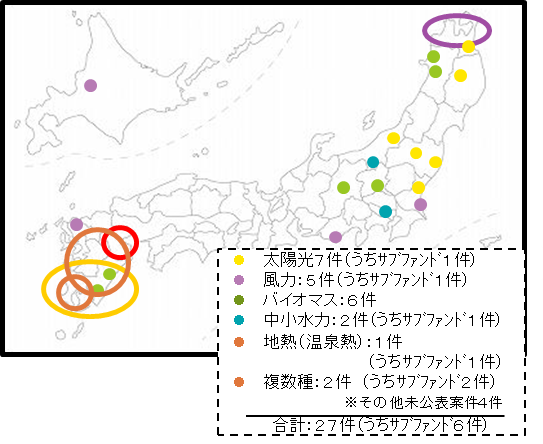 太陽光7件(うちｻﾌﾞﾌｧﾝﾄﾞ1件)
風力:5件(うちｻﾌﾞﾌｧﾝﾄﾞ1件)
バイオマス:6件
中小水力:2件(うちｻﾌﾞﾌｧﾝﾄﾞ1件)
地熱(温泉熱):1件
(うちｻﾌﾞﾌｧﾝﾄﾞ1件)
複数種:2件 (うちｻﾌﾞﾌｧﾝﾄﾞ2件)
※その他未公表案件4件
合計:27件(うちｻﾌﾞﾌｧﾝﾄﾞ6件)